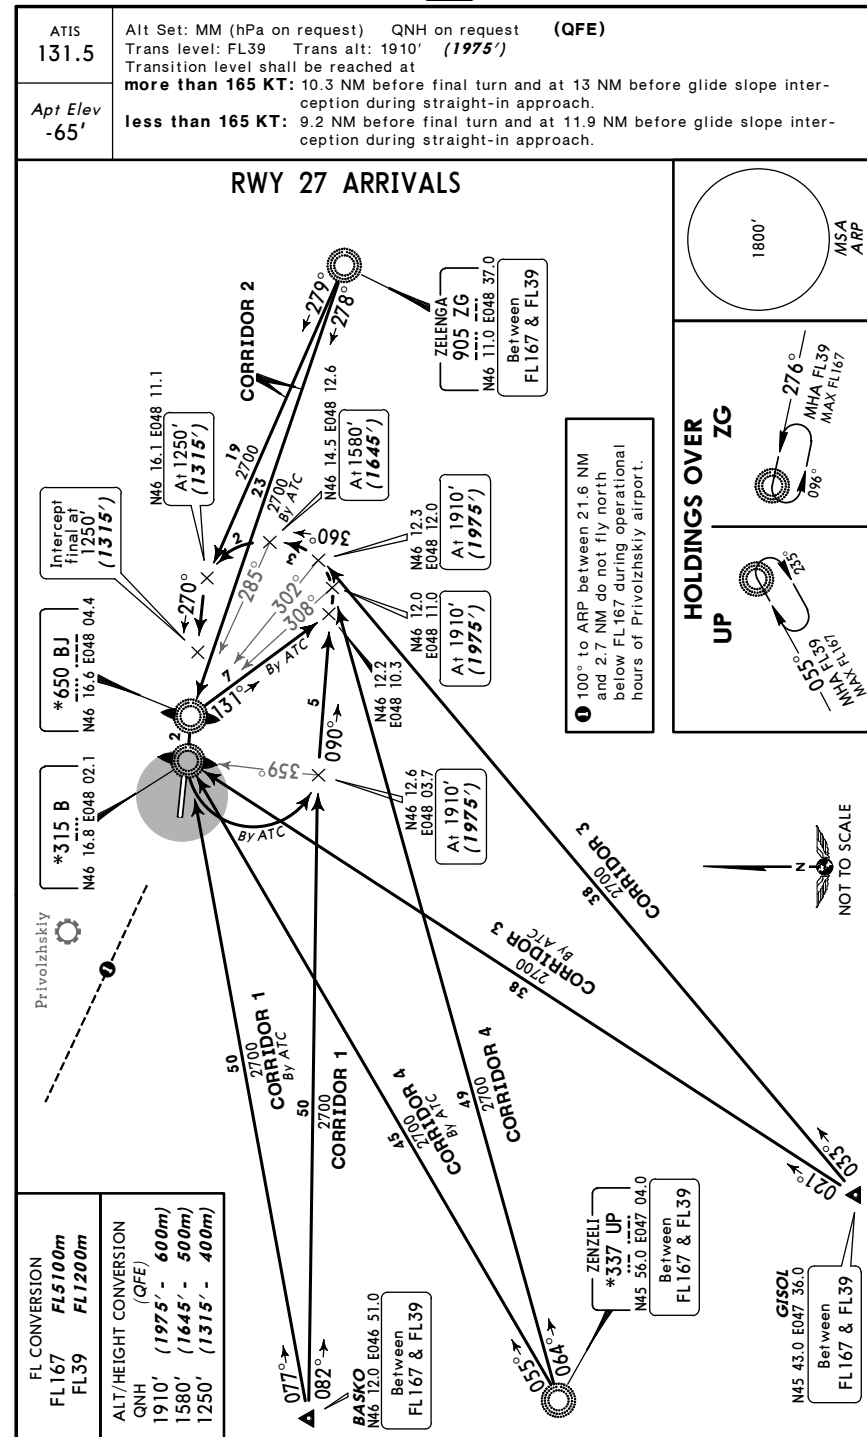 ATIS
131.5
Apt Elev
-65'
Alt Set: MM (hPa on request) QNH on request (QFE)
Trans level: FL39 Trans alt: 1910' (1975')
Transition level shall be reached at
more than 165 KT: 10.3 NM before final turn and at 13 NM before glide slope inter-
ception during straight-in approach.
less than 165 KT: 9.2 NM before final turn and at 11.9 NM before glide slope inter-
ception during straight-in approach.
RWY 27 ARRIVALS
1800'
MSA
ARP
HOLDINGS OVER
UP
ZG
276°
MHA FL39
MAX FL167
096°
235°
055°
MHA FL39
MAX FL167
ZELENGA
905 ZG
N46 11.0 E048 37.0
Between
FL167 & FL39
279°
278°
CORRIDOR 2
19
2700
23
2700
By ATC
N46 16.1 E048 11.1
At 1250'
(1315')
N46 14.5 E048 12.6
At 1580'
(1645')
Intercept
final at
1250'
(1315')
270°
2
285°
302°
308°
360°
3
1
N46 12.3
E048 12.0
At 1910'
(1975')
N46 12.0
E048 11.0
At 1910'
(1975')
N46 12.2
E048 10.3
*650 BJ
N46 16.6 E048 04.4
7
131°
By ATC
5
090°
2
*315 B
N46 16.8 E048 02.1
359°
By ATC
N46 12.6
E048 03.7
At 1910'
(1975')
❶ 100° to ARP between 21.6 NM
and 2.7 NM do not fly north
below FL167 during operational
hours of Privolzhskiy airport.
Privolzhskiy
❶
N
NOT TO SCALE
50
2700
CORRIDOR 1
By ATC
50
2700
CORRIDOR 1
45
2700
CORRIDOR 4
By ATC
49
2700
CORRIDOR 4
38
2700
CORRIDOR 3
By ATC
38
2700
CORRIDOR 3
FL CONVERSION
FL167 FL5100m
FL39 FL1200m
ALT/HEIGHT CONVERSION
QNH (QFE)
1910' (1975' - 600m)
1580' (1645' - 500m)
1250' (1315' - 400m)
077°
082°
BASKO
N46 12.0 E046 51.0
Between
FL167 & FL39
055°
064°
ZENZELI
*337 UP
N45 56.0 E047 04.0
Between
FL167 & FL39
021°
033°
GISOL
N45 43.0 E047 36.0
Between
FL167 & FL39